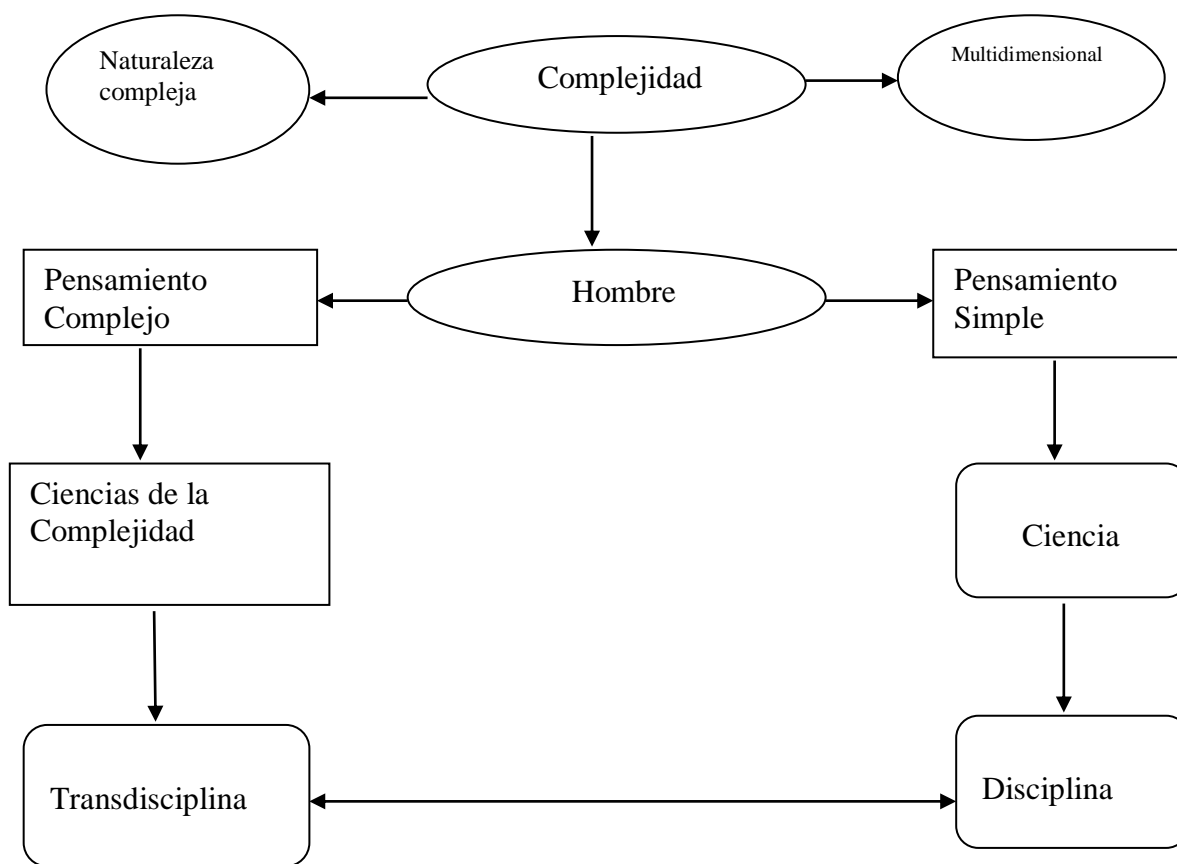 Naturaleza
compleja
Complejidad
Multidimensional
Pensamiento
Complejo
Hombre
Pensamiento
Simple
Ciencias de la
Complejidad
Ciencia
Transdisciplina
Disciplina